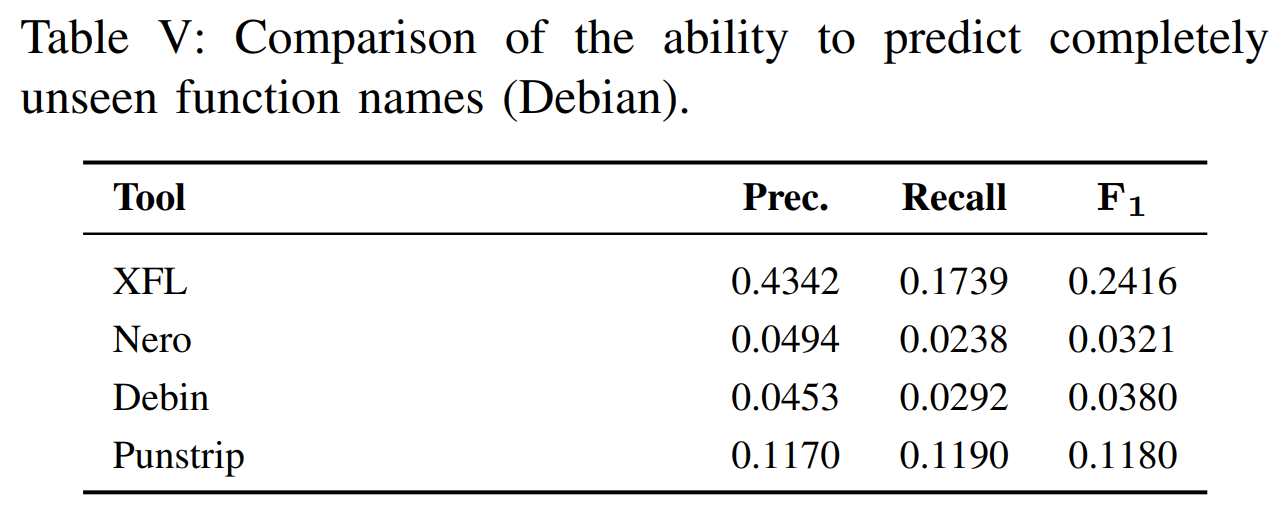 Table V: Comparison of the ability to predict completely
unseen function names (Debian).
Tool Prec. Recall F₁
XFL 0.4342 0.1739 0.2416
Nero 0.0494 0.0238 0.0321
Debin 0.0453 0.0292 0.0380
Punstrip 0.1170 0.1190 0.1180